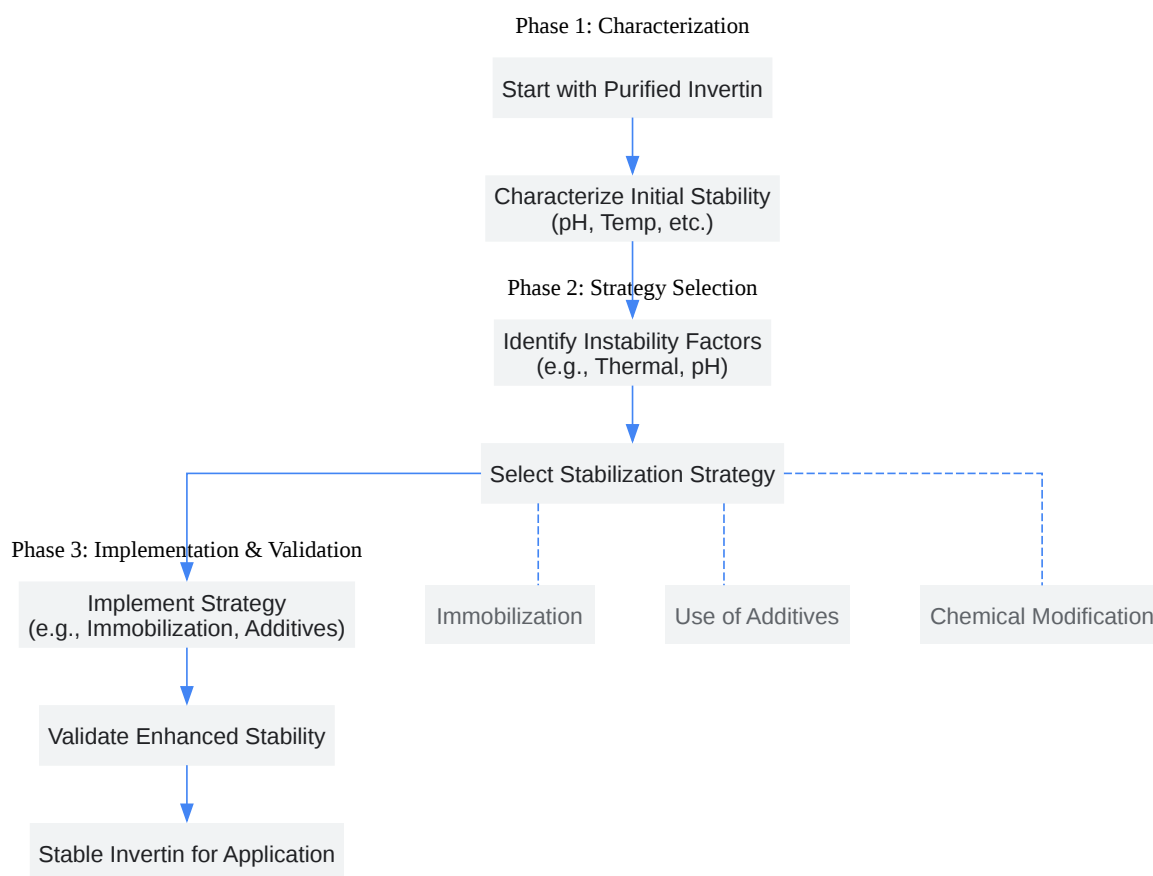 Phase 1: Characterization
Start with Purified Invertin
Characterize Initial Stability
(pH, Temp, etc.)
Phase 2: Strategy Selection
Identify Instability Factors
(e.g., Thermal, pH)
Select Stabilization Strategy
Phase 3: Implementation & Validation
Implement Strategy
(e.g., Immobilization, Additives)
Immobilization
Use of Additives
Chemical Modification
Validate Enhanced Stability
Stable Invertin for Application